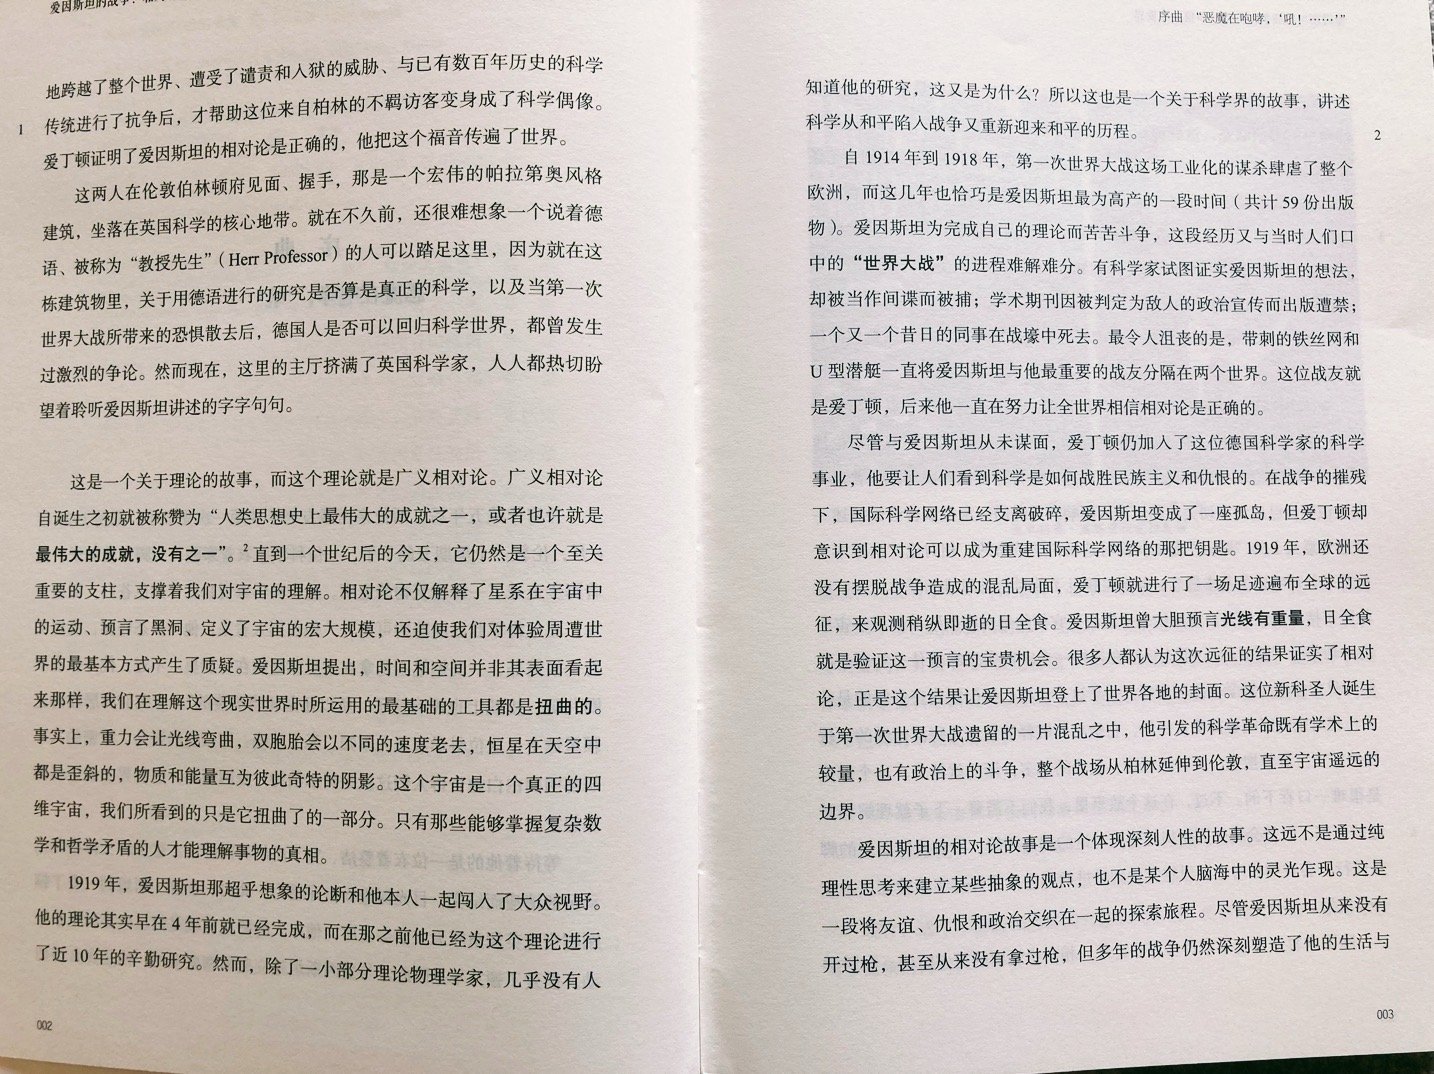 爱因斯坦的战争：
地跨越了整个世界、遭受了谴责和入狱的威胁、与已有数百年历史的科学
传统进行了抗争后，才帮助这位来自柏林的不羁访客变身成了科学偶像。
1
爱丁顿证明了爱因斯坦的相对论是正确的，他把这个福音传遍了世界。
这两人在伦敦伯林顿府见面、握手，那是一个宏伟的帕拉第奥风格
建筑，坐落在英国科学的核心地带。就在不久前，还很难想象一个说着德
语、被称为“教授先生”（Herr Professor）的人可以踏足这里，因为就在这
栋建筑物里，关于用德语进行的研究是否算是真正的科学，以及当第一次
世界大战所带来的恐惧散去后，德国人是否可以回归科学世界，都曾发生
过激烈的争论。然而现在，这里的主厅挤满了英国科学家，人人都热切盼
望着聆听爱因斯坦讲述的字字句句。
这是一个关于理论的故事，而这个理论就是广义相对论。广义相对论
自诞生之初就被称赞为“人类思想史上最伟大的成就之一，或者也许就是
最伟大的成就，没有之一”。2 直到一个世纪后的今天，它仍然是一个至关
重要的支柱，支撑着我们对宇宙的理解。相对论不仅解释了星系在宇宙中
的运动、预言了黑洞、定义了宇宙的宏大规模，还迫使我们对体验周遭世
界的最基本方式产生了质疑。爱因斯坦提出，时间和空间并非其表面看起
来那样，我们在理解这个现实世界时所运用的最基础的工具都是扭曲的。
事实上，重力会让光线弯曲，双胞胎会以不同的速度老去，恒星在天空中
都是歪斜的，物质和能量互为彼此奇特的阴影。这个宇宙是一个真正的四
维宇宙，我们所看到的只是它扭曲了的一部分。只有那些能够掌握复杂数
学和哲学矛盾的人才能理解事物的真相。
1919 年，爱因斯坦那超乎想象的论断和他本人一起闯入了大众视野。
他的理论其实早在 4 年前就已经完成，而在那之前他已经为这个理论进行
了近 10 年的辛勤研究。然而，除了一小部分理论物理学家，几乎没有人
002
序曲 “恶魔在咆哮，‘吼！……’”
知道他的研究，这又是为什么？所以这也是一个关于科学界的故事，讲述
科学从和平陷入战争又重新迎来和平的历程。
2
自 1914 年到 1918 年，第一次世界大战这场工业化的谋杀肆虐了整个
欧洲，而这几年也恰巧是爱因斯坦最为高产的一段时间（共计 59 份出版
物）。爱因斯坦为完成自己的理论而苦苦斗争，这段经历又与当时人们口
中的“世界大战”的进程难解难分。有科学家试图证实爱因斯坦的想法，
却被当作间谍而被捕；学术期刊因被判定为敌人的政治宣传而出版遭禁；
一个又一个昔日的同事在战壕中死去。最令人沮丧的是，带刺的铁丝网和
U 型潜艇一直将爱因斯坦与他最重要的战友分隔在两个世界。这位战友就
是爱丁顿，后来他一直在努力让全世界相信相对论是正确的。
尽管与爱因斯坦从未谋面，爱丁顿仍加入了这位德国科学家的科学
事业，他要让人们看到科学是如何战胜民族主义和仇恨的。在战争的摧残
下，国际科学网络已经支离破碎，爱因斯坦变成了一座孤岛，但爱丁顿却
意识到相对论可以成为重建国际科学网络的那把钥匙。1919 年，欧洲还
没有摆脱战争造成的混乱局面，爱丁顿就进行了一场足迹遍布全球的远
征，来观测稍纵即逝的日全食。爱因斯坦曾大胆预言光线有重量，日全食
就是验证这一预言的宝贵机会。很多人都认为这次远征的结果证实了相对
论，正是这个结果让爱因斯坦登上了世界各地的封面。这位新科圣人诞生
于第一次世界大战遗留的一片混乱之中，他引发的科学革命既有学术上的
较量，也有政治上的斗争，整个战场从柏林延伸到伦敦，直至宇宙遥远的
边界。
爱因斯坦的相对论故事是一个体现深刻人性的故事。这远不是通过纯
理性思考来建立某些抽象的观点，也不是某个人脑海中的灵光乍现。这是
一段将友谊、仇恨和政治交织在一起的探索旅程。尽管爱因斯坦从来没有
开过枪，甚至从来没有拿过枪，但多年的战争仍然深刻塑造了他的生活与
003